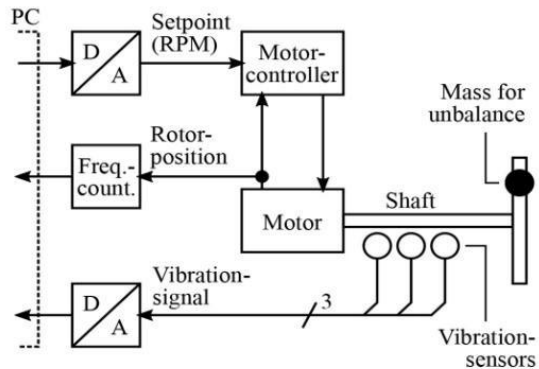 PC
D
A
Setpoint
(RPM)
Motor-
controller
Mass for
unbalance
Freq.-
count.
Rotor-
position
Motor
Shaft
D
A
Vibration-
signal
3
Vibration-
sensors